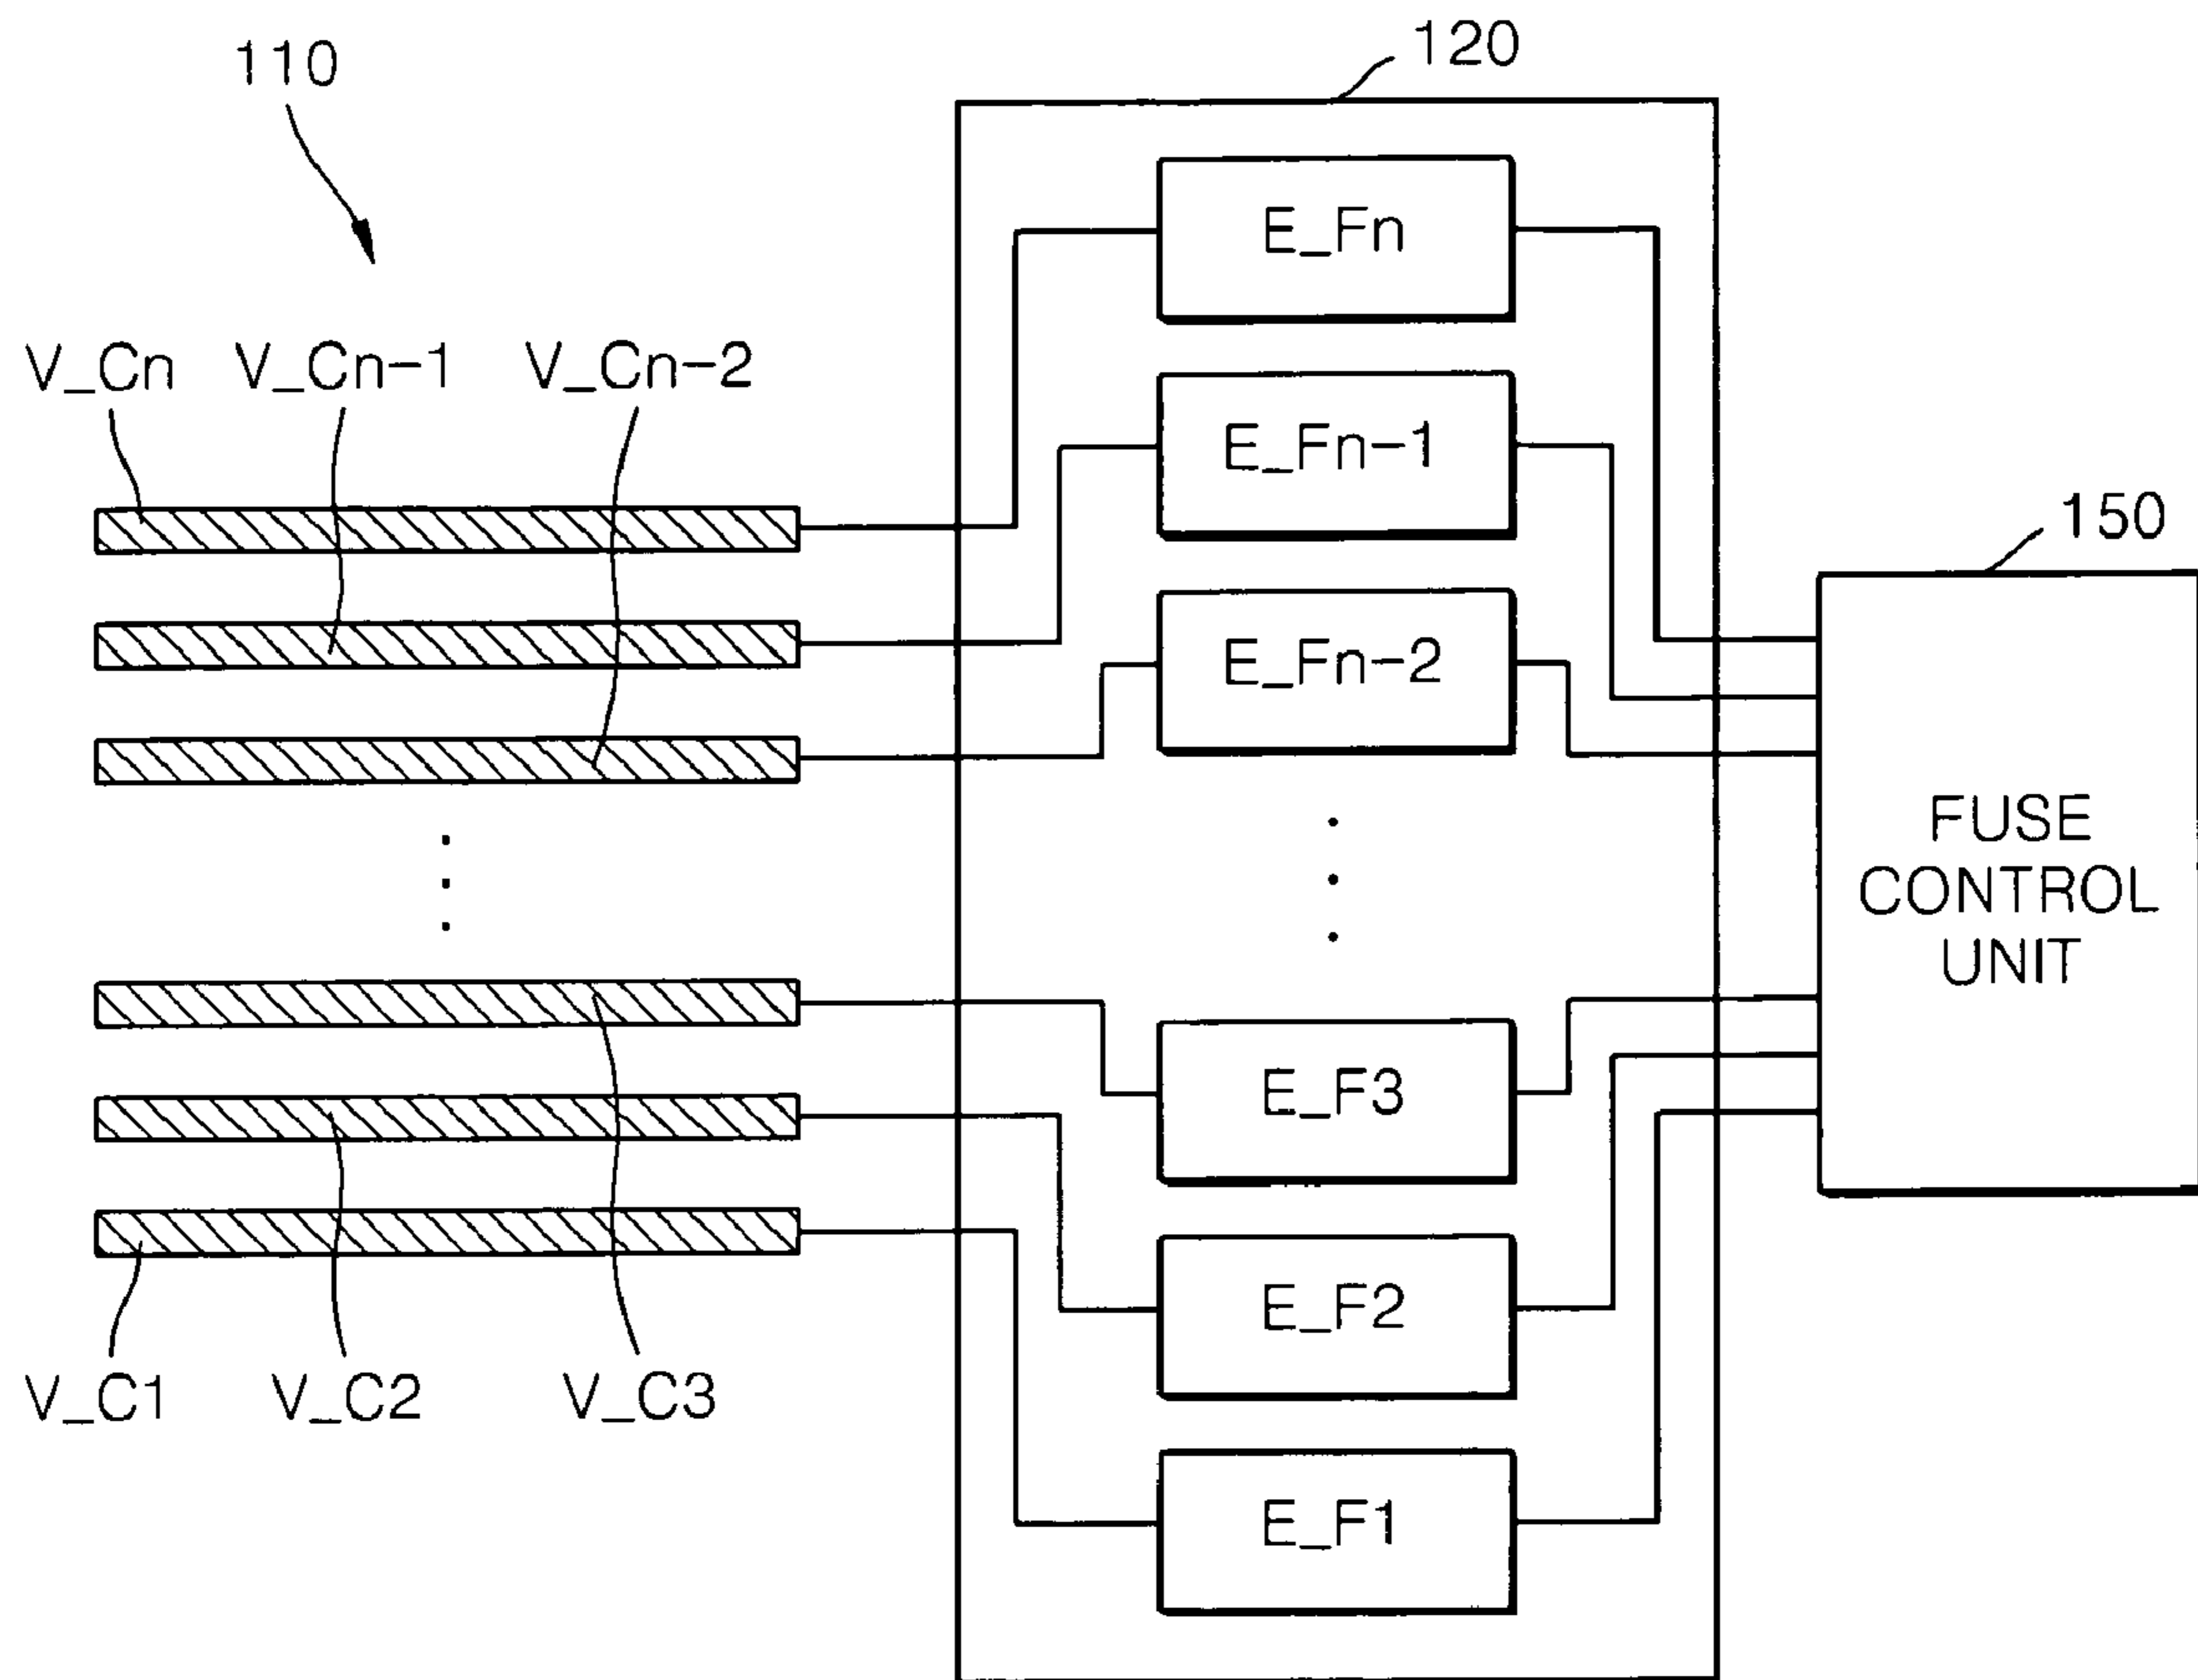 110
120
E_Fn
V_Cn V_Cn-1 V_Cn-2
E_Fn-1
150
E_Fn-2
FUSE
CONTROL
UNIT
E_F3
E_F2
V_C1 V_C2 V_C3
E_F1